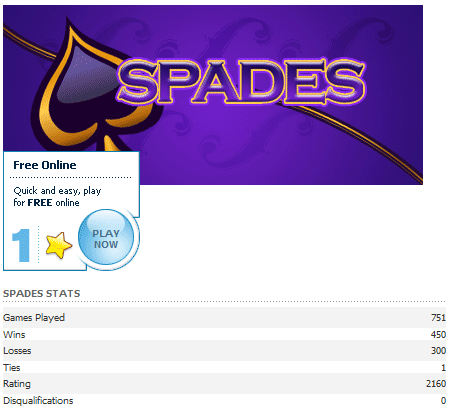 SPADES
Free Online
Quick and easy, play
for FREE online
1
PLAY
NOW
SPADES STATS
Games Played 751
Wins 450
Losses 300
Ties 1
Rating 2160
Disqualifications 0